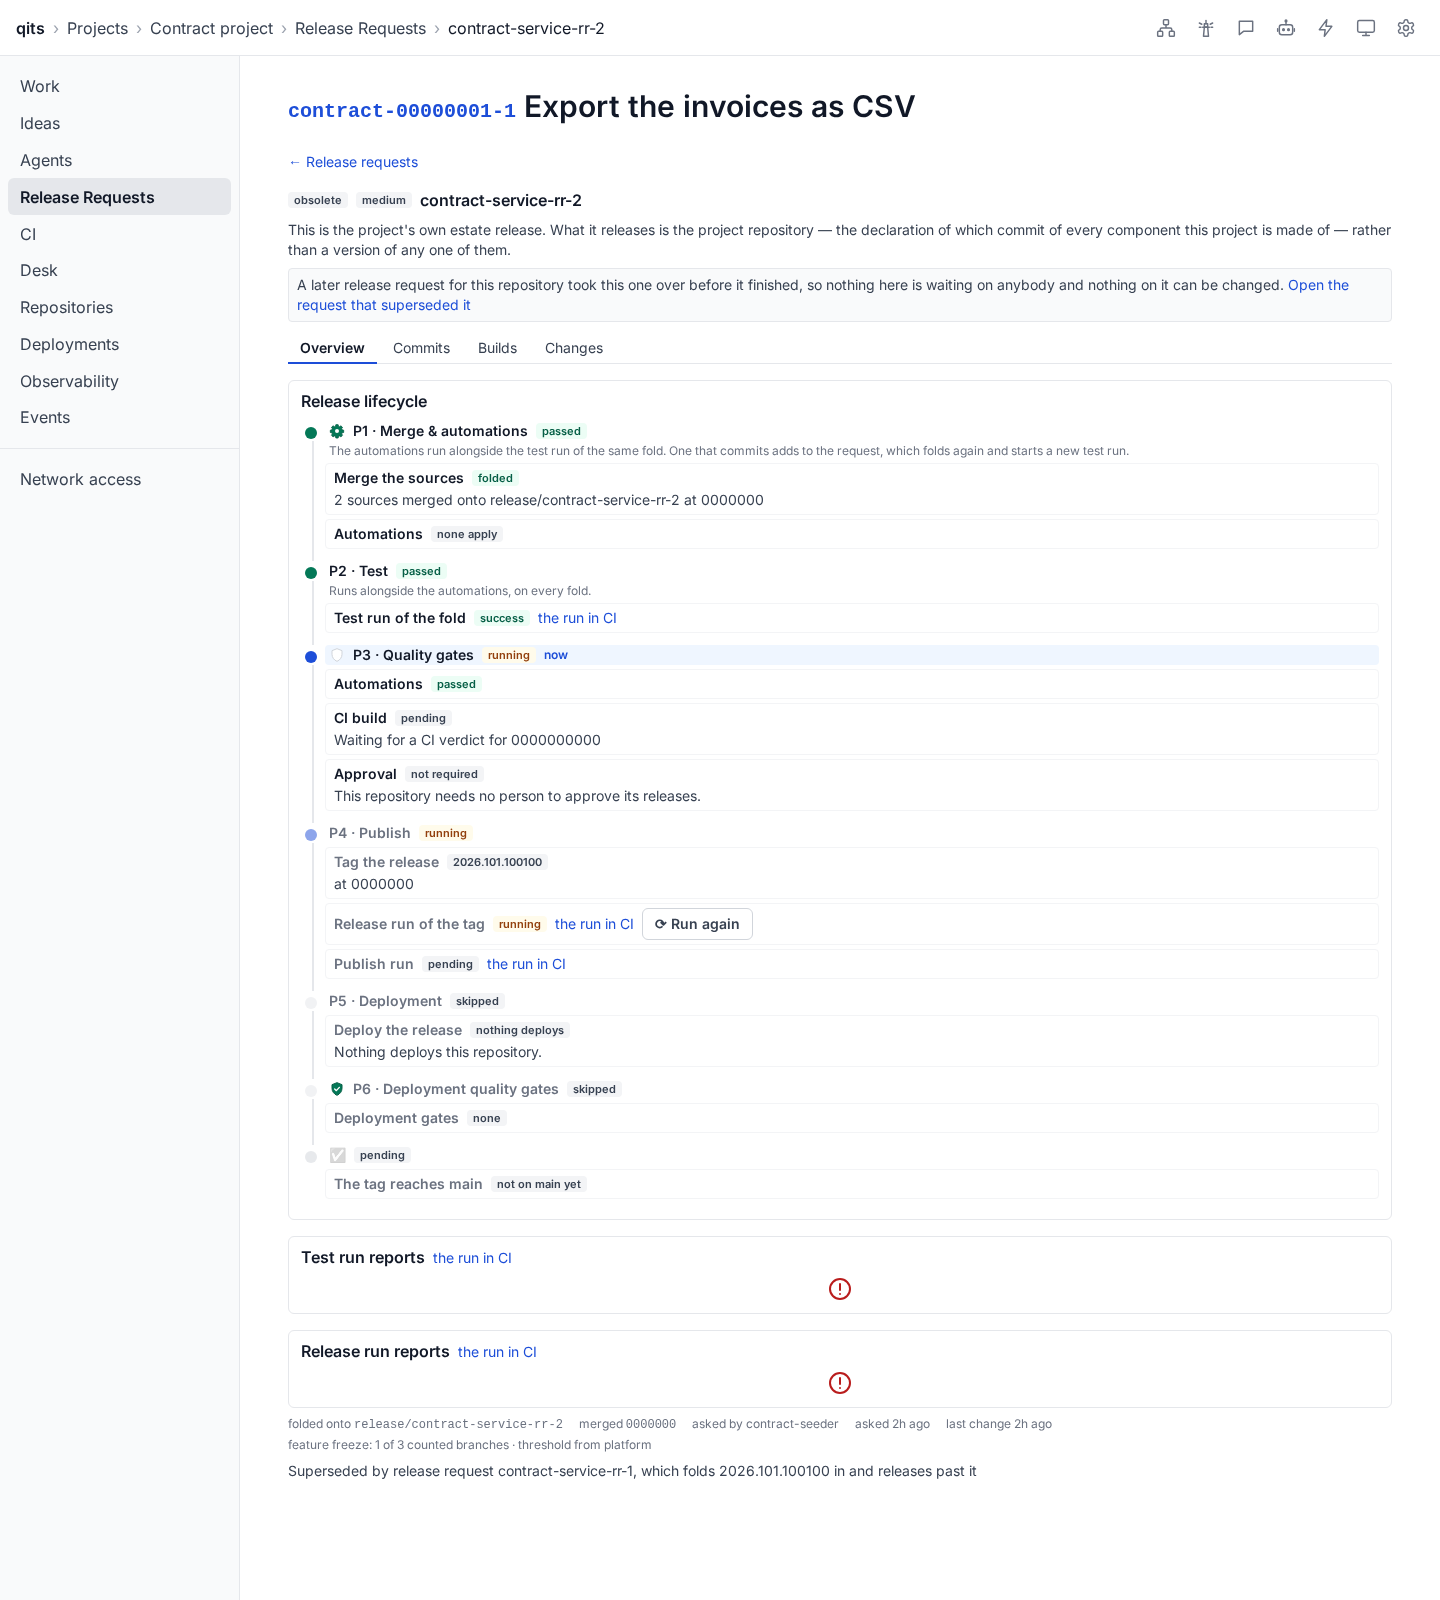 qits › Projects › Contract project › Release Requests › contract-service-rr-2
Work
Ideas
Agents
Release Requests
CI
Desk
Repositories
Deployments
Observability
Events
Network access
contract-00000001-1 Export the invoices as CSV
← Release requests
obsolete medium contract-service-rr-2
This is the project's own estate release. What it releases is the project repository — the declaration of which commit of every component this project is made of — rather
than a version of any one of them.
A later release request for this repository took this one over before it finished, so nothing here is waiting on anybody and nothing on it can be changed. Open the
request that superseded it
Overview Commits Builds Changes
Release lifecycle
P1 · Merge & automations passed
The automations run alongside the test run of the same fold. One that commits adds to the request, which folds again and starts a new test run.
Merge the sources folded
2 sources merged onto release/contract-service-rr-2 at 0000000
Automations none apply
P2 · Test passed
Runs alongside the automations, on every fold.
Test run of the fold success the run in CI
P3 · Quality gates running now
Automations passed
CI build pending
Waiting for a CI verdict for 0000000000
Approval not required
This repository needs no person to approve its releases.
P4 · Publish running
Tag the release 2026.101.100100
at 0000000
Release run of the tag running the run in CI ⟳ Run again
Publish run pending the run in CI
P5 · Deployment skipped
Deploy the release nothing deploys
Nothing deploys this repository.
P6 · Deployment quality gates skipped
Deployment gates none
pending
The tag reaches main not on main yet
Test run reports the run in CI
Release run reports the run in CI
folded onto release/contract-service-rr-2 merged 0000000 asked by contract-seeder asked 2h ago last change 2h ago
feature freeze: 1 of 3 counted branches · threshold from platform
Superseded by release request contract-service-rr-1, which folds 2026.101.100100 in and releases past it